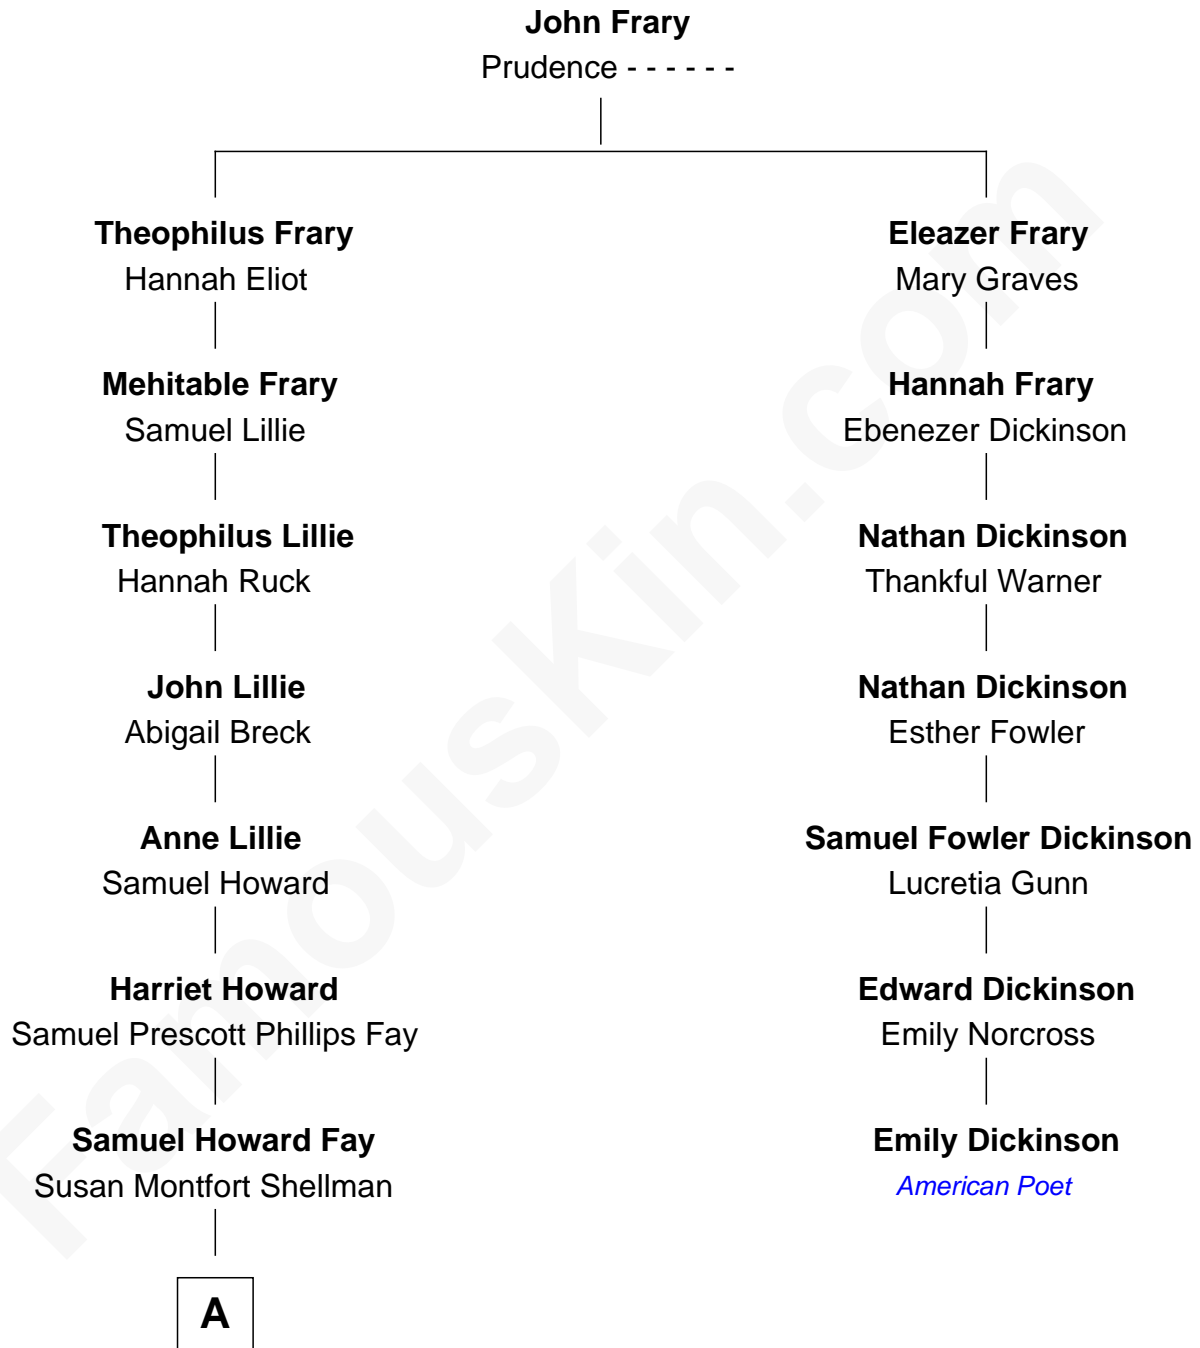 John Frary
Prudence - - - - - -
Theophilus Frary
Hannah Eliot
Mehitable Frary
Samuel Lillie
Theophilus Lillie
Hannah Ruck
John Lillie
Abigail Breck
Anne Lillie
Samuel Howard
Harriet Howard
Samuel Prescott Phillips Fay
Samuel Howard Fay
Susan Montfort Shellman
A
Eleazer Frary
Mary Graves
Hannah Frary
Ebenezer Dickinson
Nathan Dickinson
Thankful Warner
Nathan Dickinson
Esther Fowler
Samuel Fowler Dickinson
Lucretia Gunn
Edward Dickinson
Emily Norcross
Emily Dickinson
American Poet
FamousKin.com